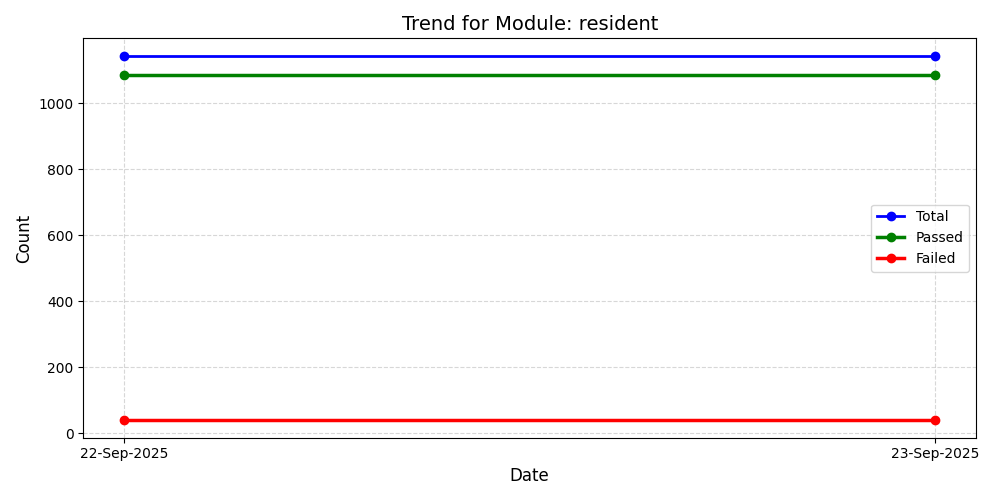 Trend for Module: resident
Count
1000
800
600
400
200
0
Total
Passed
Failed
22-Sep-2025
23-Sep-2025
Date